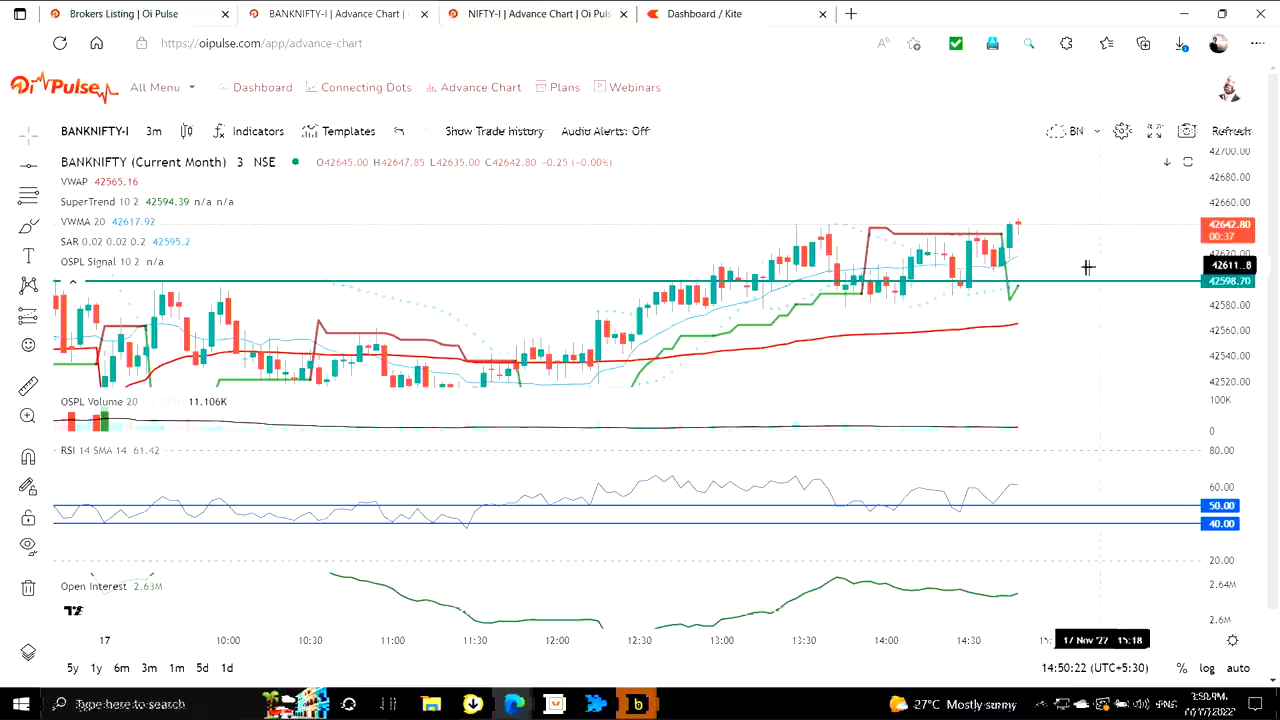 Brokers Listing | Oi Pulse
BANKNIFTY-I | Advance Chart |
NIFTY-I | Advance Chart | Oi Puls
Dashboard / Kite
https://oipulse.com/app/advance-chart
Oi Pulse
All Menu
Dashboard
Connecting Dots
Advance Chart
Plans
Webinars
BANKNIFTY-I 3m Indicators Templates Show Trade history Audio Alerts: Off BN Refresh
BANKNIFTY (Current Month) 3 NSE O42645.00 H42647.85 L42635.00 C42642.80 -0.25 (-0.00%)
VWAP 42565.16
SuperTrend 10 2 42594.39 n/a n/a
VWMA 20 42617.92
SAR 0.02 0.02 0.2 42595.2
OSPL Signal 10 2 n/a
42700.00
42680.00
42660.00
42642.80
00:37
42598.70
42580.00
42560.00
42540.00
42520.00
OSPL Volume 20 11.106K
100K
0
RSI 14 SMA 14 61.42
80.00
60.00
50.00
40.00
20.00
Open Interest 2.63M
2.64M
2.6M
17 10:00 10:30 11:00 11:30 12:00 12:30 13:00 13:30 14:00 14:30 17 Nov '22 15:18
5y 1y 6m 3m 1m 5d 1d
14:50:22 (UTC+5:30) % log auto
Type here to search
27°C Mostly sunny
ENG